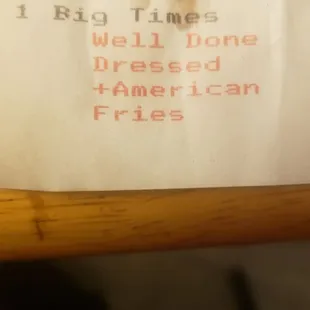 1 Big Times
Well Done
Dressed
+American
Fries